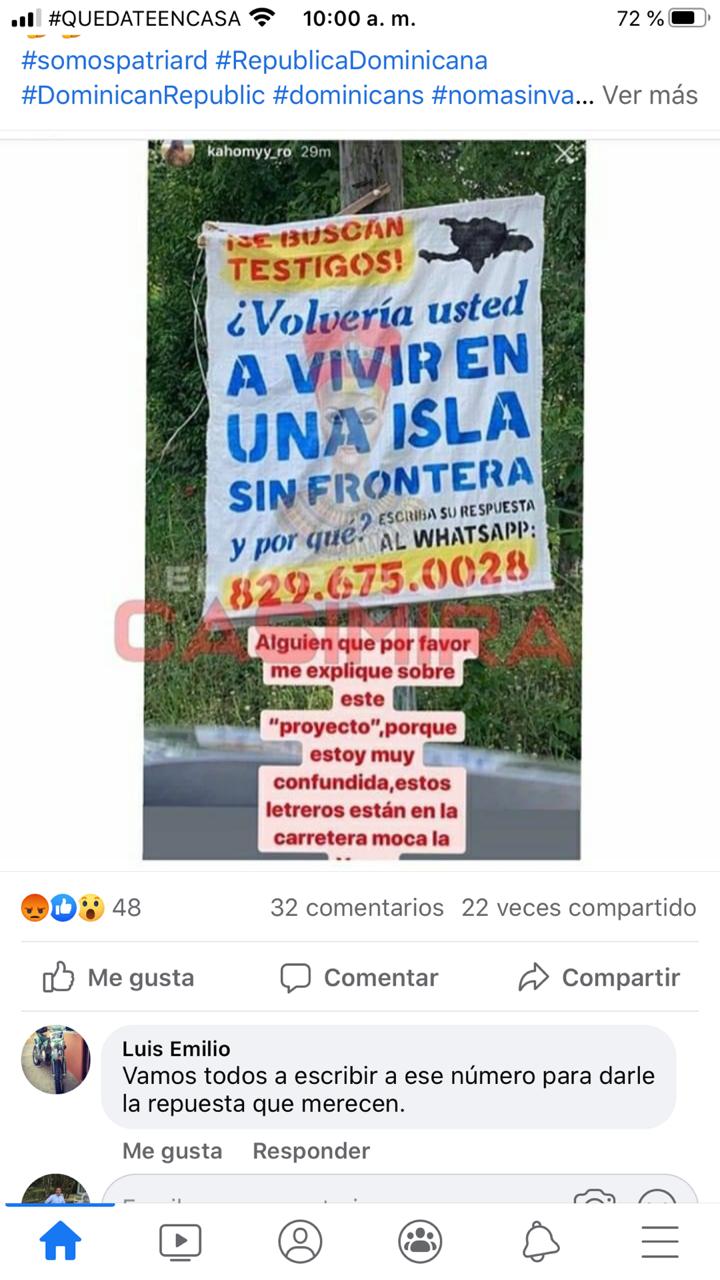 #QUEDATEENCASA 10:00 a. m. 72 %
#somospatriard #RepublicaDominicana
#DominicanRepublic #dominicans #nomasinva... Ver más
kahomyy_ro 29m
¡SE BUSCAN
TESTIGOS!
¿Volvería usted
A VIVIR EN
UNA ISLA
SIN FRONTERA
y por qué? ESCRIBA SU RESPUESTA
AL WHATSAPP:
829.675.0028
CASIMIRA
Alguien que por favor
me explique sobre
este
"proyecto",porque
estoy muy
confundida,estos
letreros están en la
carretera moca la
48 32 comentarios 22 veces compartido
Me gusta Comentar Compartir
Luis Emilio
Vamos todos a escribir a ese número para darle
la repuesta que merecen.
Me gusta Responder